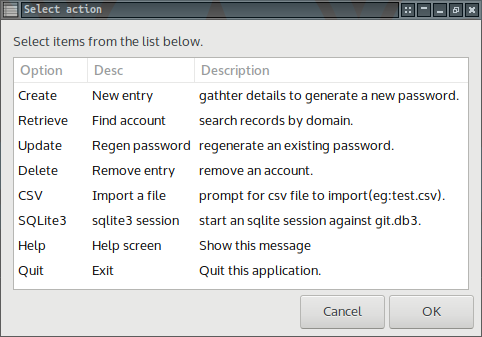 Select action
Select items from the list below.
Option Desc Description
Create New entry gathter details to generate a new password.
Retrieve Find account search records by domain.
Update Regen password regenerate an existing password.
Delete Remove entry remove an account.
CSV Import a file prompt for csv file to import(eg:test.csv).
SQLite3 sqlite3 session start an sqlite session against git.db3.
Help Help screen Show this message
Quit Exit Quit this application.
Cancel OK